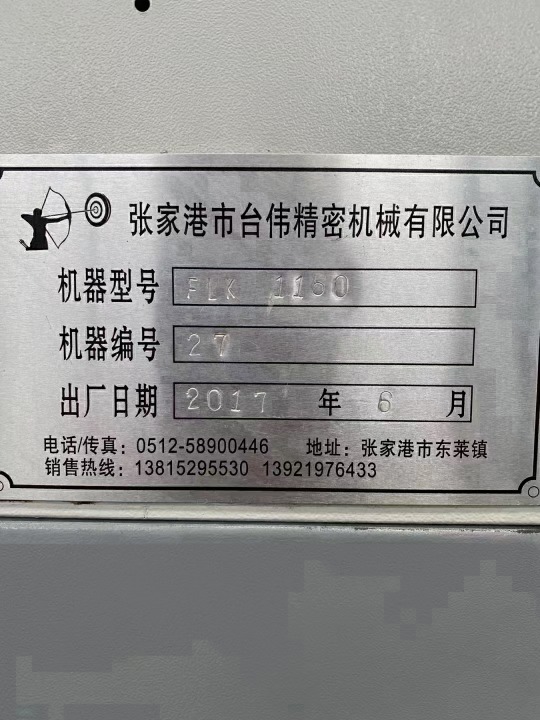 张家港市台伟精密机械有限公司
机器型号 FLK 1160
机器编号 27
出厂日期 2017 年 6 月
电话/传真: 0512-58900446 地址: 张家港市东莱镇
销售热线: 13815295530 13921976433